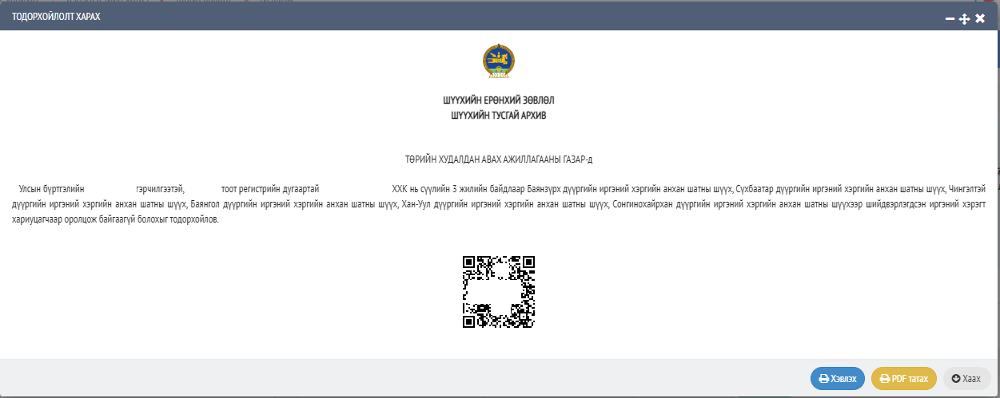 ТОДОРХОЙЛОЛТ ХАРАХ
ШҮҮХИЙН ЕРӨНХИЙ ЗӨВЛӨЛ
ШҮҮХИЙН ТУСГАЙ АРХИВ
ТӨРИЙН ХУДАЛДАН АВАХ АЖИЛЛАГААНЫ ГАЗАР-д
Улсын бүртгэлийн гэрчилгээтэй, тоот регистрийн дугаартай ХХК нь сүүлийн 3 жилийн байдлаар Баянзүрх дүүргийн иргэний хэргийн анхан шатны шүүх, Сүхбаатар дүүргийн иргэний хэргийн анхан шатны шүүх, Чингэлтэй
дүүргийн иргэний хэргийн анхан шатны шүүх, Баянгол дүүргийн иргэний хэргийн анхан шатны шүүх, Хан-Уул дүүргийн иргэний хэргийн анхан шатны шүүх, Сонгинохайрхан дүүргийн иргэний хэргийн анхан шатны шүүхээр шийдвэрлэгдсэн иргэний хэрэгт
хариуцагчаар оролцож байгаагүй болохыг тодорхойлов.
Хэвлэх
PDF татах
Хаах